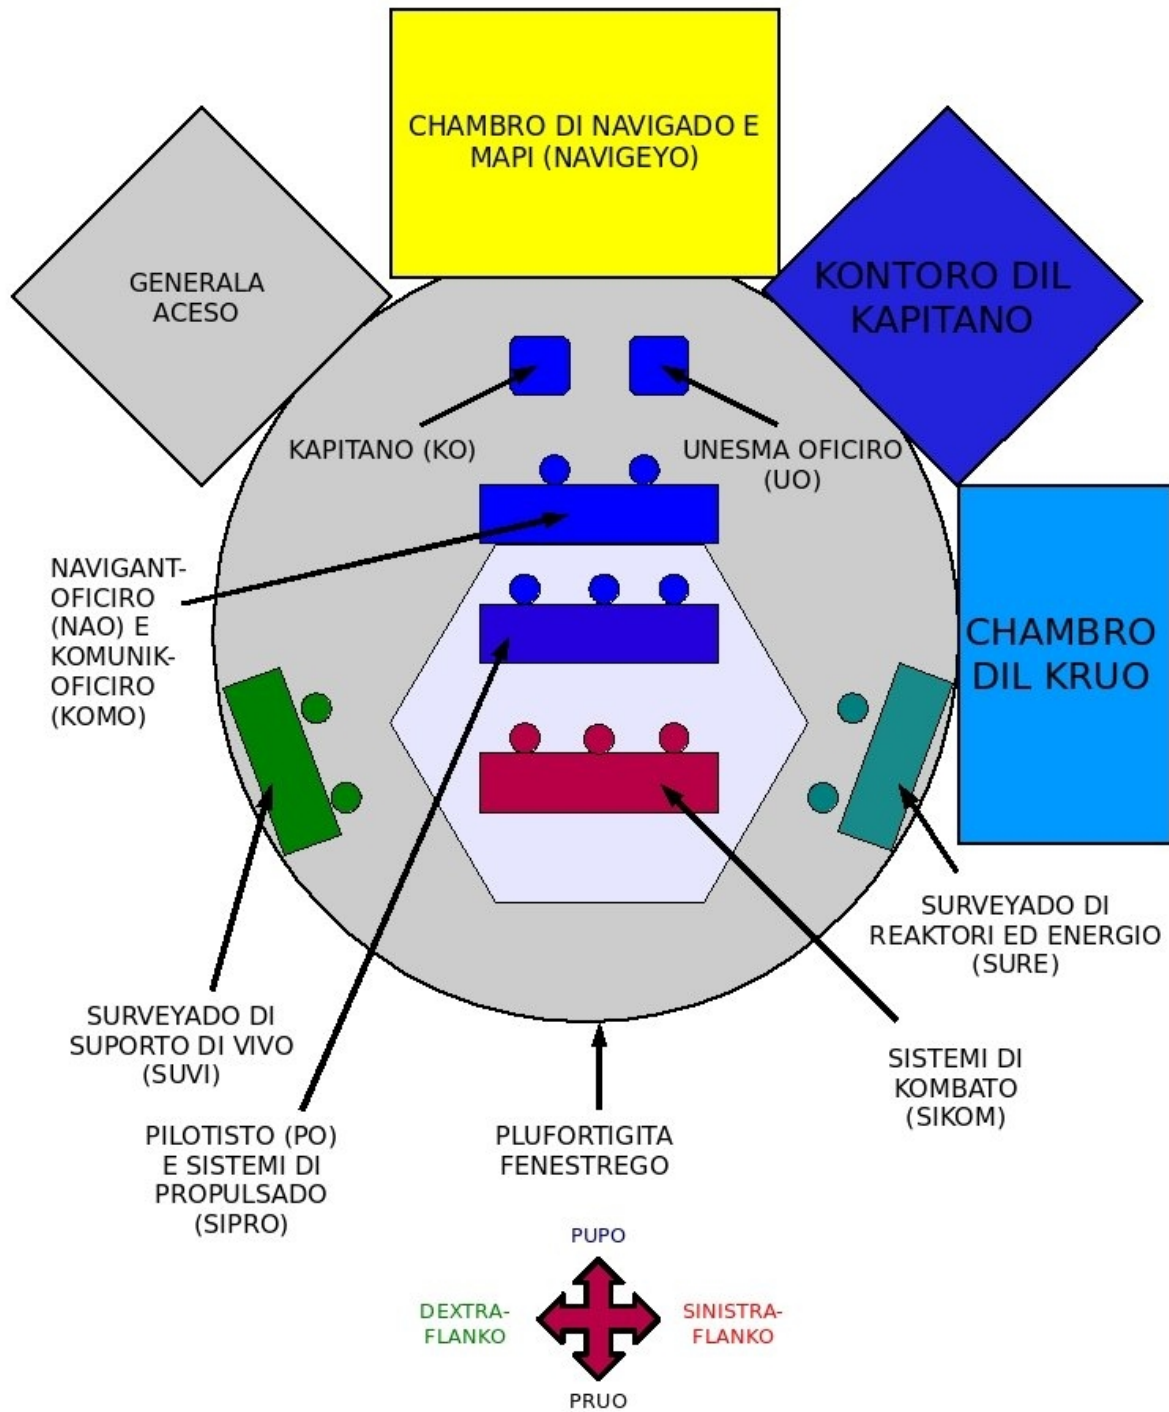 CHAMBRO DI NAVIGADO E
MAPI (NAVIGEYO)
GENERALA
ACESO
KONTORO DIL
KAPITANO
KAPITANO (KO)
UNESMA OFICIRO
(UO)
NAVIGANT-
OFICIRO
(NAO) E
KOMUNIK-
OFICIRO
(KOMO)
CHAMBRO
DIL KRUO
SURVEYADO DI
REAKTORI ED ENERGIO
(SURE)
SURVEYADO DI
SUPORTO DI VIVO
(SUVI)
SISTEMI DI
KOMBATO
(SIKOM)
PILOTISTO (PO)
E SISTEMI DI
PROPULSADO
(SIPRO)
PLUFORTIGITA
FENESTREGO
PUPO
DEXTRA-
FLANKO
SINISTRA-
FLANKO
PRUO